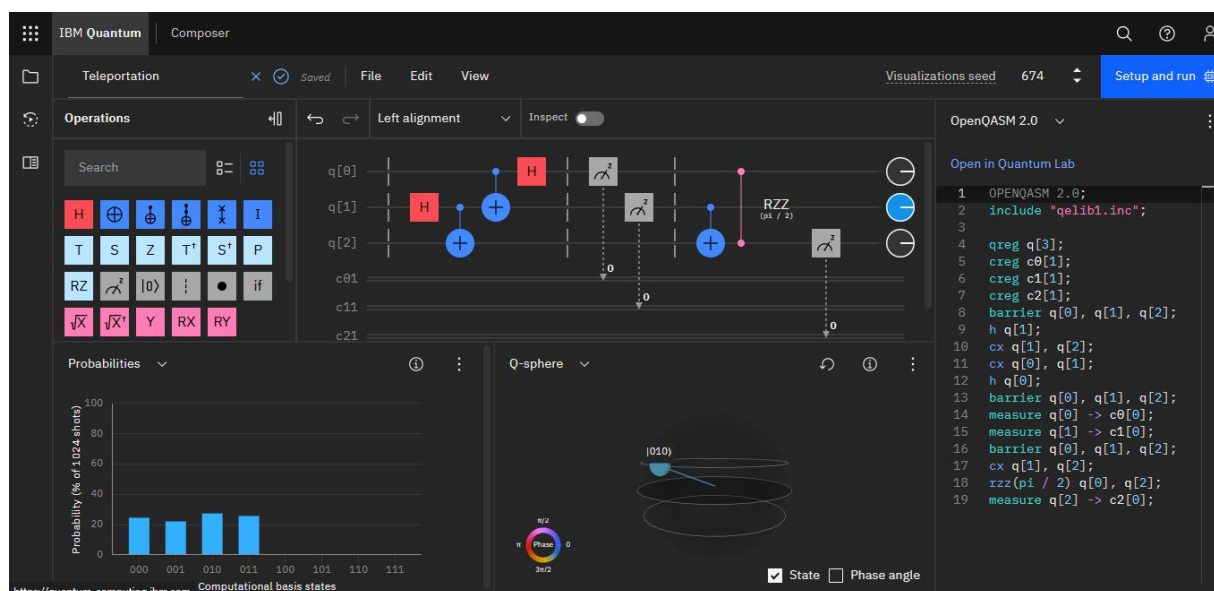 IBM Quantum Composer
Teleportation Saved File Edit View Visualizations seed 674 Setup and run
Operations Left alignment Inspect OpenQASM 2.0
Search
Open in Quantum Lab
H I
T S Z T† S† P
RZ z |0⟩ if
√X √X† Y RX RY
q[0] H z
q[1] H z RZZ
(pi / 2)
q[2] z
c01 0
c11 0
c21 0
1 OPENQASM 2.0;
2 include "qelib1.inc";
3
4 qreg q[3];
5 creg c0[1];
6 creg c1[1];
7 creg c2[1];
8 barrier q[0], q[1], q[2];
9 h q[1];
10 cx q[1], q[2];
11 cx q[0], q[1];
12 h q[0];
13 barrier q[0], q[1], q[2];
14 measure q[0] -> c0[0];
15 measure q[1] -> c1[0];
16 barrier q[0], q[1], q[2];
17 cx q[1], q[2];
18 rzz(pi / 2) q[0], q[2];
19 measure q[2] -> c2[0];
Probabilities
Probability (% of 1024 shots)
100
80
60
40
20
0
000 001 010 011 100 101 110 111
Computational basis states
Q-sphere
|010⟩
π/2
π Phase 0
3π/2
State Phase angle